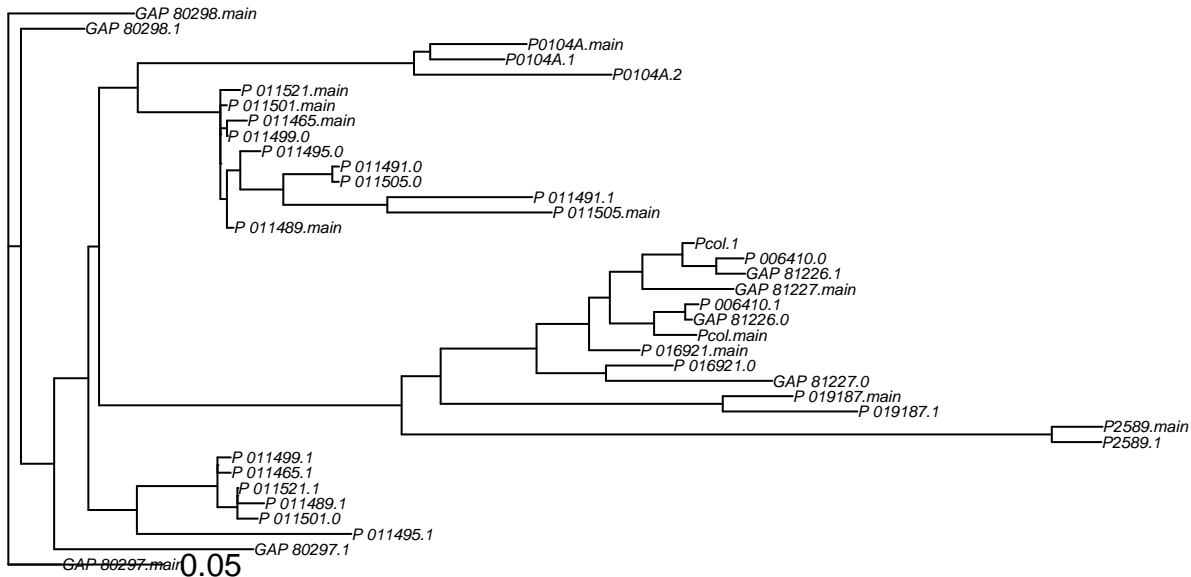 GAP 80298.main
GAP 80298.1
P0104A.main
P0104A.1
P0104A.2
P 011521.main
P 011501.main
P 011465.main
P 011499.0
P 011495.0
P 011491.0
P 011505.0
P 011491.1
P 011505.main
P 011489.main
Pcol.1
P 006410.0
GAP 81226.1
GAP 81227.main
P 006410.1
GAP 81226.0
Pcol.main
P 016921.main
P 016921.0
GAP 81227.0
P 019187.main
P 019187.1
P2589.main
P2589.1
P 011499.1
P 011465.1
P 011521.1
P 011489.1
P 011501.0
P 011495.1
GAP 80297.1
GAP 80297.main
0.05